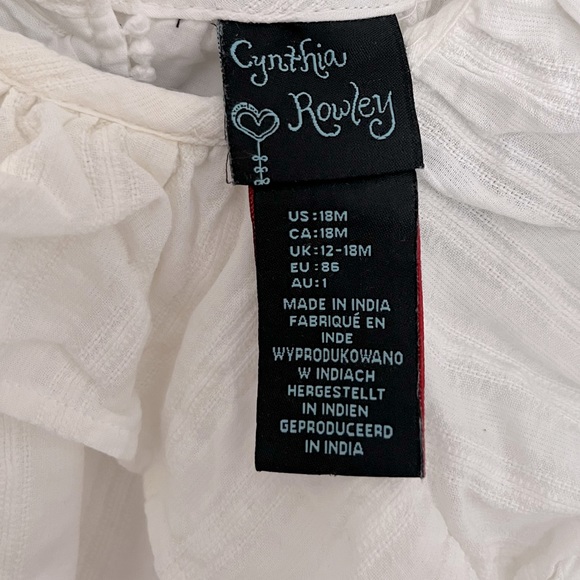 Cynthia
Rowley
US:18M
CA:18M
UK:12-18M
EU:86
AU:1
MADE IN INDIA
FABRIQUÉ EN
INDE
WYPRODUKOWANO
W INDIACH
HERGESTELLT
IN INDIEN
GEPRODUCEERD
IN INDIA